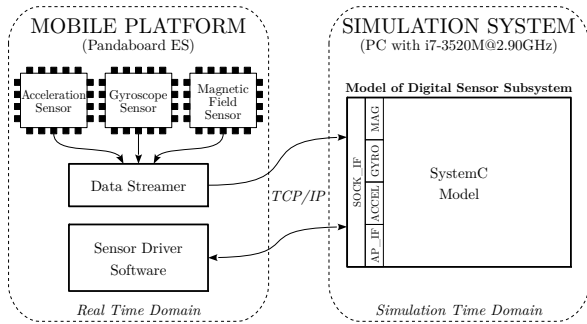 MOBILE PLATFORM
(Pandaboard ES)
Acceleration
Sensor
Gyroscope
Sensor
Magnetic
Field
Sensor
Data Streamer
Sensor Driver
Software
Real Time Domain
TCP/IP
SIMULATION SYSTEM
(PC with i7-3520M@2.90GHz)
Model of Digital Sensor Subsystem
SOCK_IF
MAG
GYRO
ACCEL
AP_IF
SystemC
Model
Simulation Time Domain